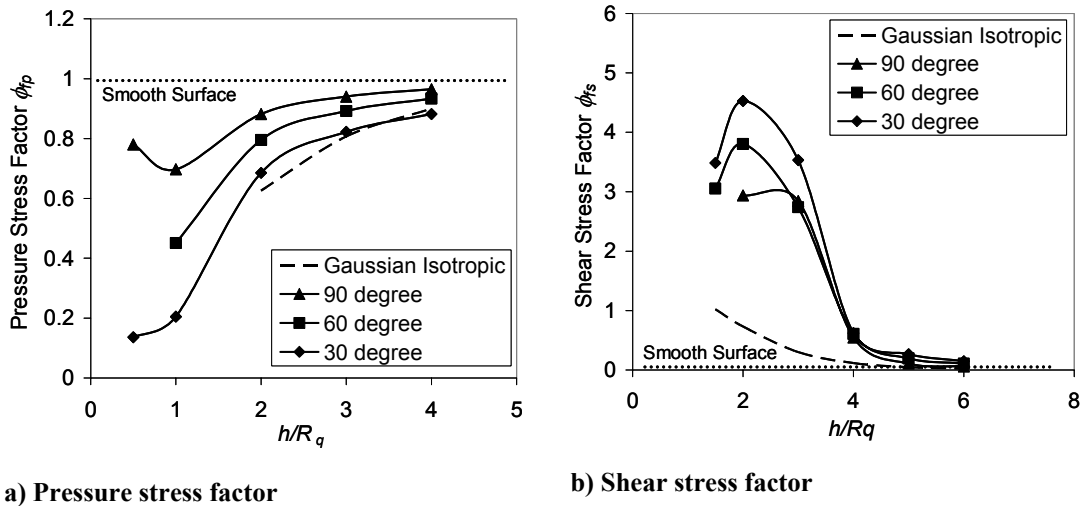 1.2
1
0.8
0.6
0.4
0.2
0
0 1 2 3 4 5
Pressure Stress Factor ϕfp
h/R q
Smooth Surface
Gaussian Isotropic
90 degree
60 degree
30 degree
a) Pressure stress factor
6
5
4
3
2
1
0
0 2 4 6 8
Shear Stress Factor ϕfs
h/Rq
Gaussian Isotropic
90 degree
60 degree
30 degree
Smooth Surface
b) Shear stress factor